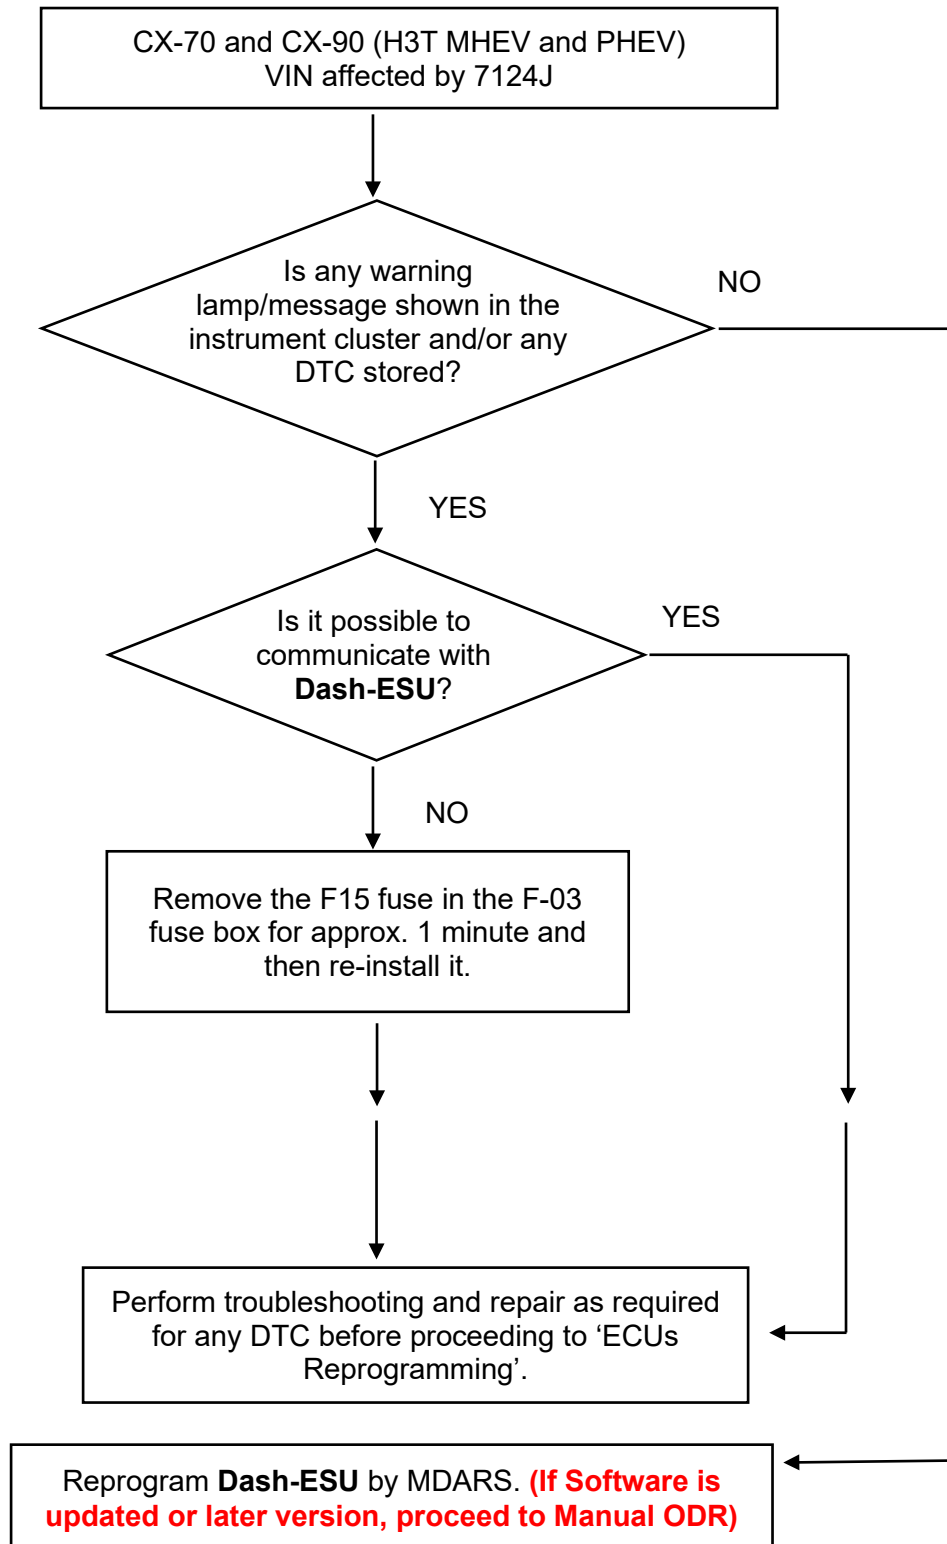 CX-70 and CX-90 (H3T MHEV and PHEV)
VIN affected by 7124J
Is any warning
lamp/message shown in the
instrument cluster and/or any
DTC stored?
NO
YES
Is it possible to
communicate with
Dash-ESU?
YES
NO
Remove the F15 fuse in the F-03
fuse box for approx. 1 minute and
then re-install it.
Perform troubleshooting and repair as required
for any DTC before proceeding to ‘ECUs
Reprogramming’.
Reprogram Dash-ESU by MDARS. (If Software is
updated or later version, proceed to Manual ODR)